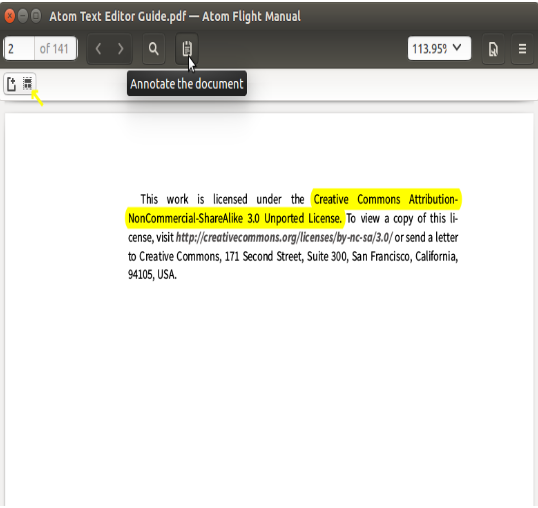 Atom Text Editor Guide.pdf — Atom Flight Manual
2 of 141 113.95%
Annotate the document
This work is licensed under the Creative Commons Attribution-
NonCommercial-ShareAlike 3.0 Unported License. To view a copy of this li-
cense, visit http://creativecommons.org/licenses/by-nc-sa/3.0/ or send a letter
to Creative Commons, 171 Second Street, Suite 300, San Francisco, California,
94105, USA.